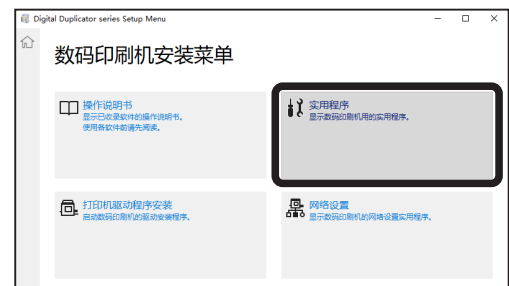 Digital Duplicator series Setup Menu
数码印刷机安装菜单
操作说明书
显示已收录软件的操作说明书。
使用各软件前请先阅读。
实用程序
显示数码印刷机用的实用程序。
打印机驱动程序安装
启动数码印刷机的驱动安装程序。
网络设置
显示数码印刷机的网络设置实用程序。